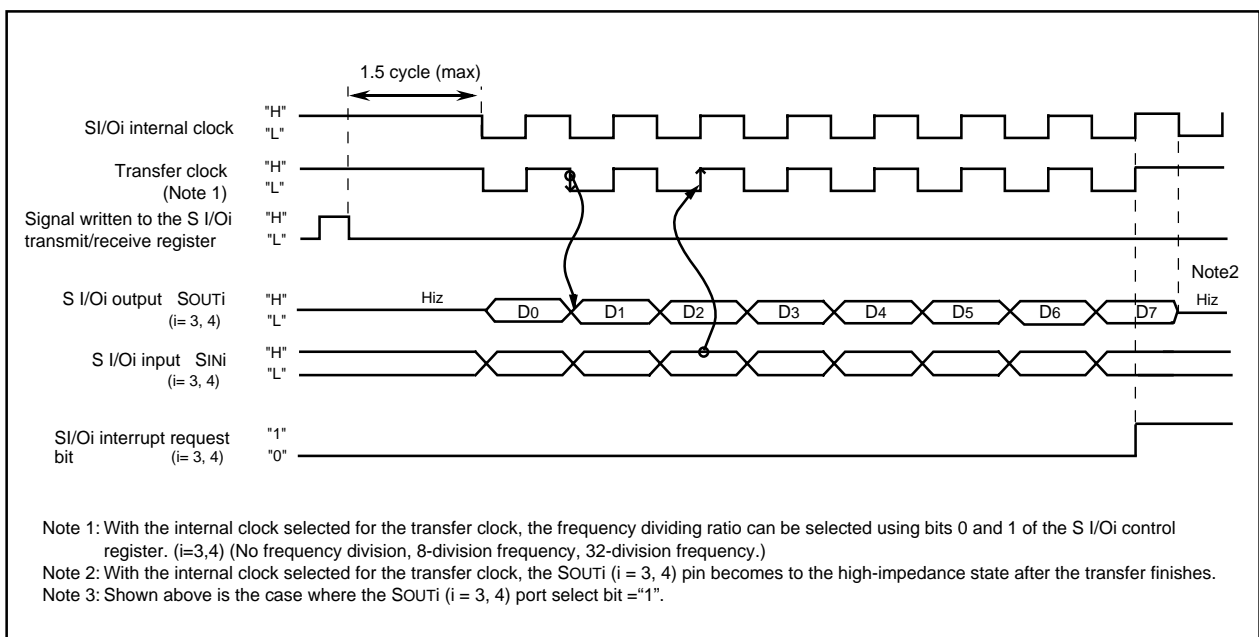 1.5 cycle (max)
SI/Oi internal clock "H" "L"
Transfer clock "H"
(Note 1) "L"
Signal written to the S I/Oi "H"
transmit/receive register "L"
Note2
S I/Oi output SOUTi "H" Hiz D0 D1 D2 D3 D4 D5 D6 D7 Hiz
(i= 3, 4) "L"
S I/Oi input SINi "H"
(i= 3, 4) "L"
SI/Oi interrupt request "1"
bit (i= 3, 4) "0"
Note 1: With the internal clock selected for the transfer clock, the frequency dividing ratio can be selected using bits 0 and 1 of the S I/Oi control
register. (i=3,4) (No frequency division, 8-division frequency, 32-division frequency.)
Note 2: With the internal clock selected for the transfer clock, the SOUTi (i = 3, 4) pin becomes to the high-impedance state after the transfer finishes.
Note 3: Shown above is the case where the SOUTi (i = 3, 4) port select bit =“1”.